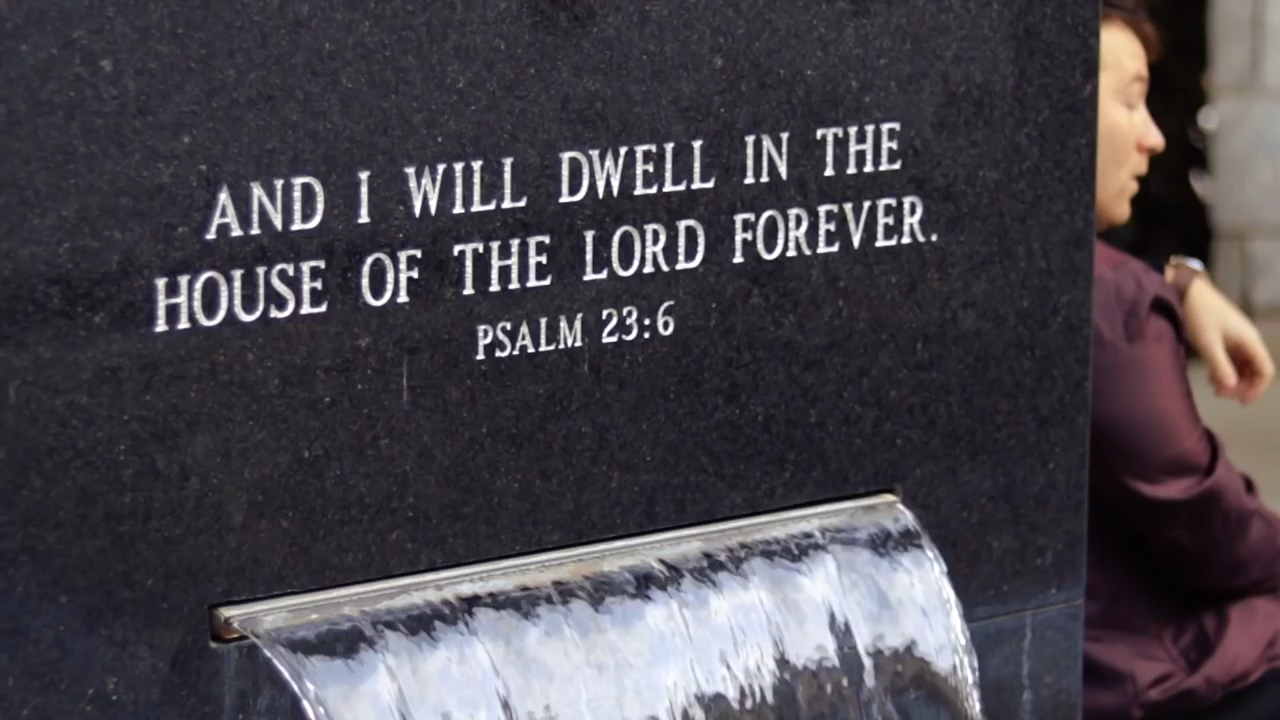 AND I WILL DWELL IN THE
HOUSE OF THE LORD FOREVER.
PSALM 23:6